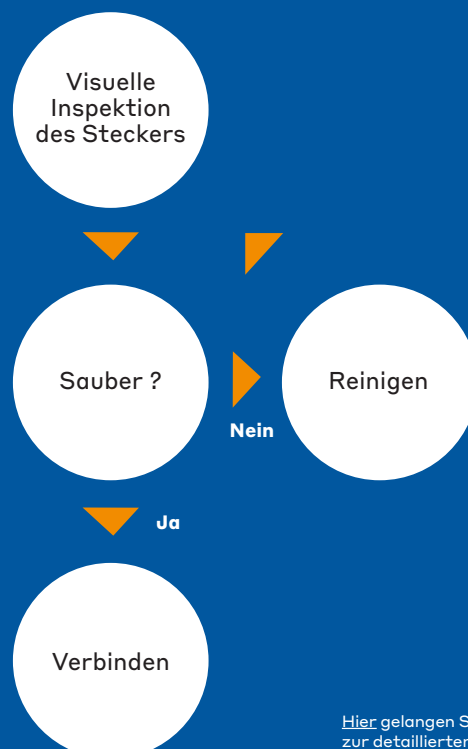 Visuelle
Inspektion
des Steckers
Sauber ?
Reinigen
Nein
Ja
Verbinden
Hier gelangen S
zur detaillierten